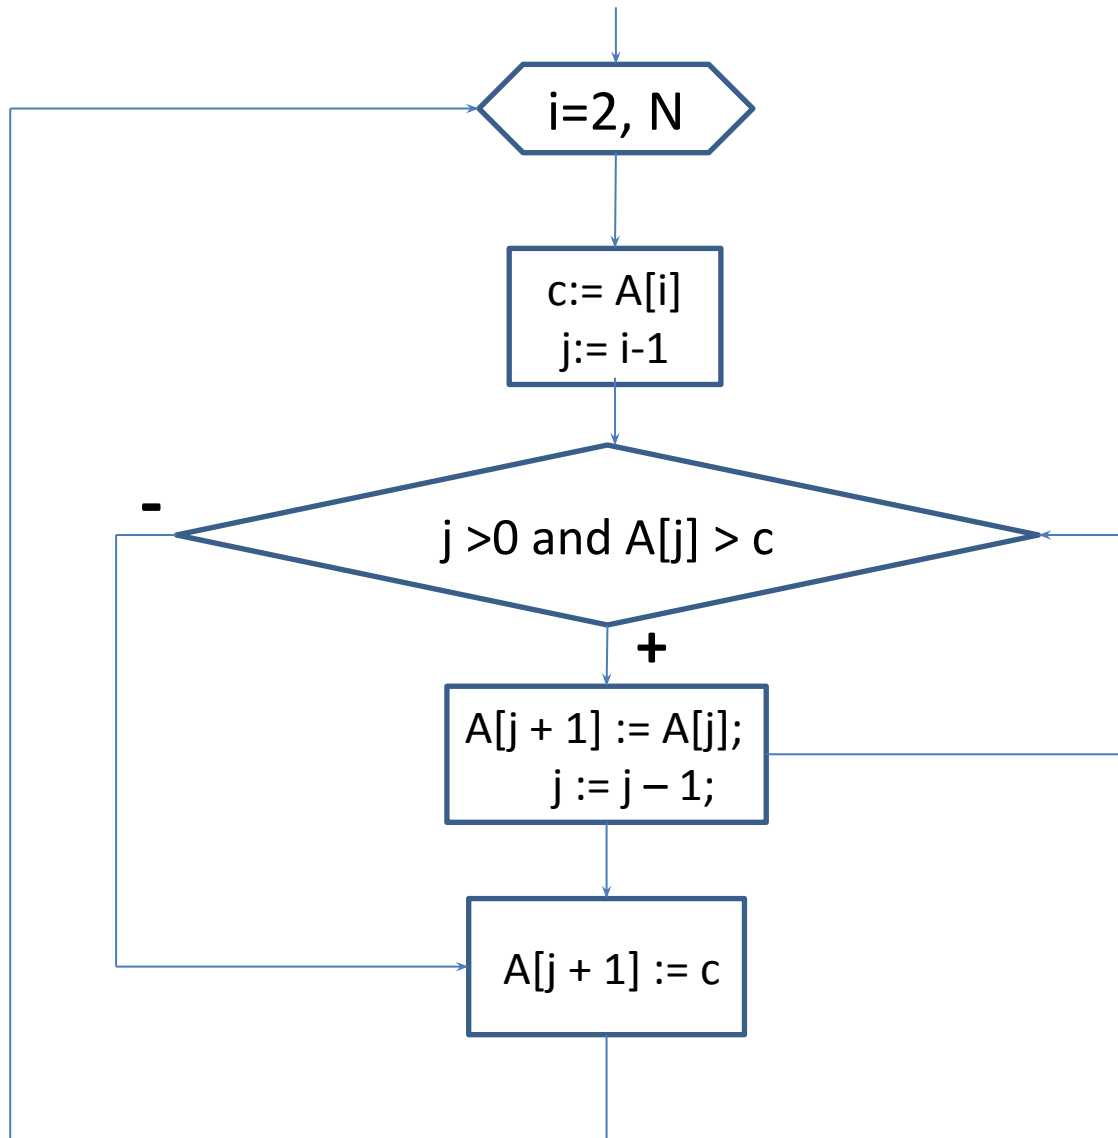 i=2, N
c:= A[i]
j:= i-1
-
j >0 and A[j] > c
+
A[j + 1] := A[j];
j := j – 1;
A[j + 1] := c